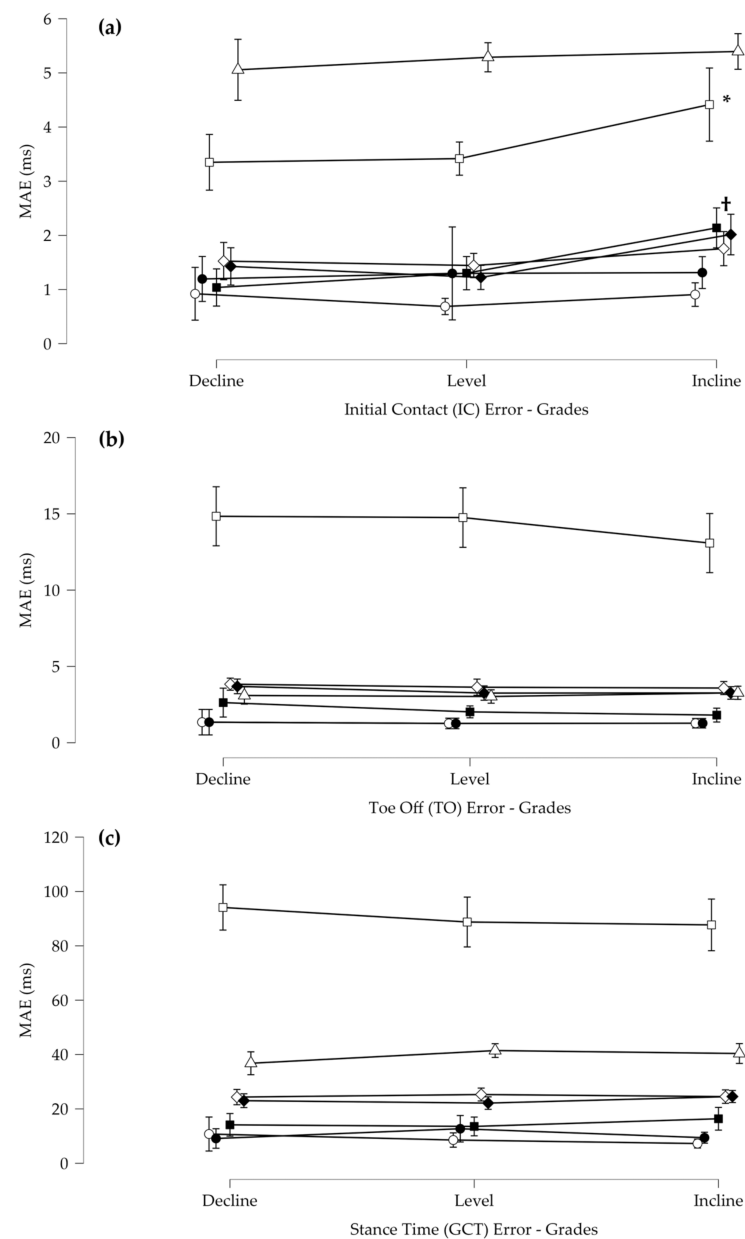 (a)
6
5
4
3
2
1
0
MAE (ms)
*
†
Decline Level Incline
Initial Contact (IC) Error - Grades
(b)
20
15
10
5
0
MAE (ms)
Decline Level Incline
Toe Off (TO) Error - Grades
(c)
120
100
80
60
40
20
0
MAE (ms)
Decline Level Incline
Stance Time (GCT) Error - Grades